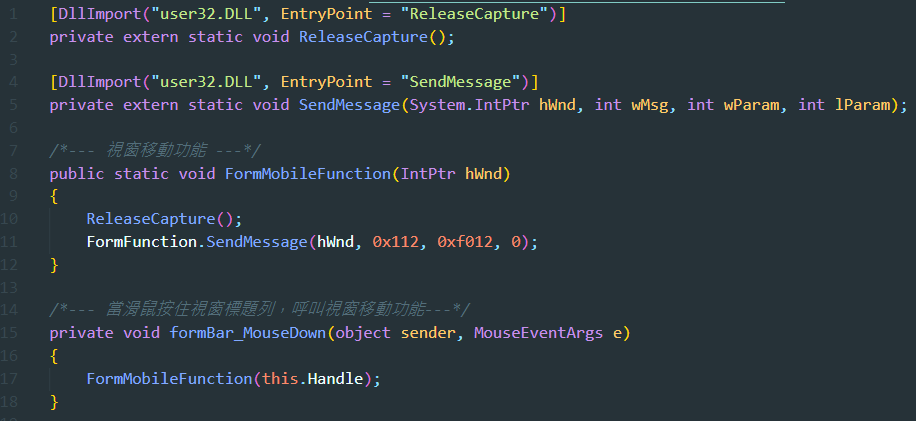 1 [DllImport("user32.DLL", EntryPoint = "ReleaseCapture")]
2 private extern static void ReleaseCapture();
3
4 [DllImport("user32.DLL", EntryPoint = "SendMessage")]
5 private extern static void SendMessage(System.IntPtr hWnd, int wMsg, int wParam, int lParam);
6
7 /*--- 視窗移動功能 ---*/
8 public static void FormMobileFunction(IntPtr hWnd)
9 {
10 ReleaseCapture();
11 FormFunction.SendMessage(hWnd, 0x112, 0xf012, 0);
12 }
13
14 /*--- 當滑鼠按住視窗標題列，呼叫視窗移動功能---*/
15 private void formBar_MouseDown(object sender, MouseEventArgs e)
16 {
17 FormMobileFunction(this.Handle);
18 }